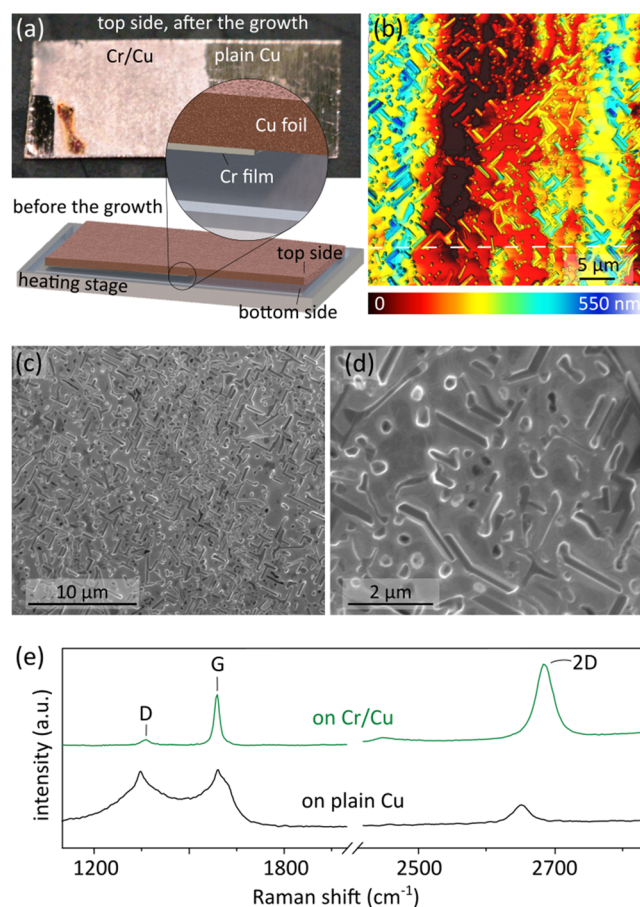 (a)
top side, after the growth
Cr/Cu
plain Cu
Cu foil
Cr film
before the growth
top side
heating stage
bottom side
(b)
5 μm
0
550 nm
(c)
10 μm
(d)
2 μm
(e)
G
2D
D
on Cr/Cu
on plain Cu
intensity (a.u.)
1200
1800
2500
2700
Raman shift (cm⁻¹)